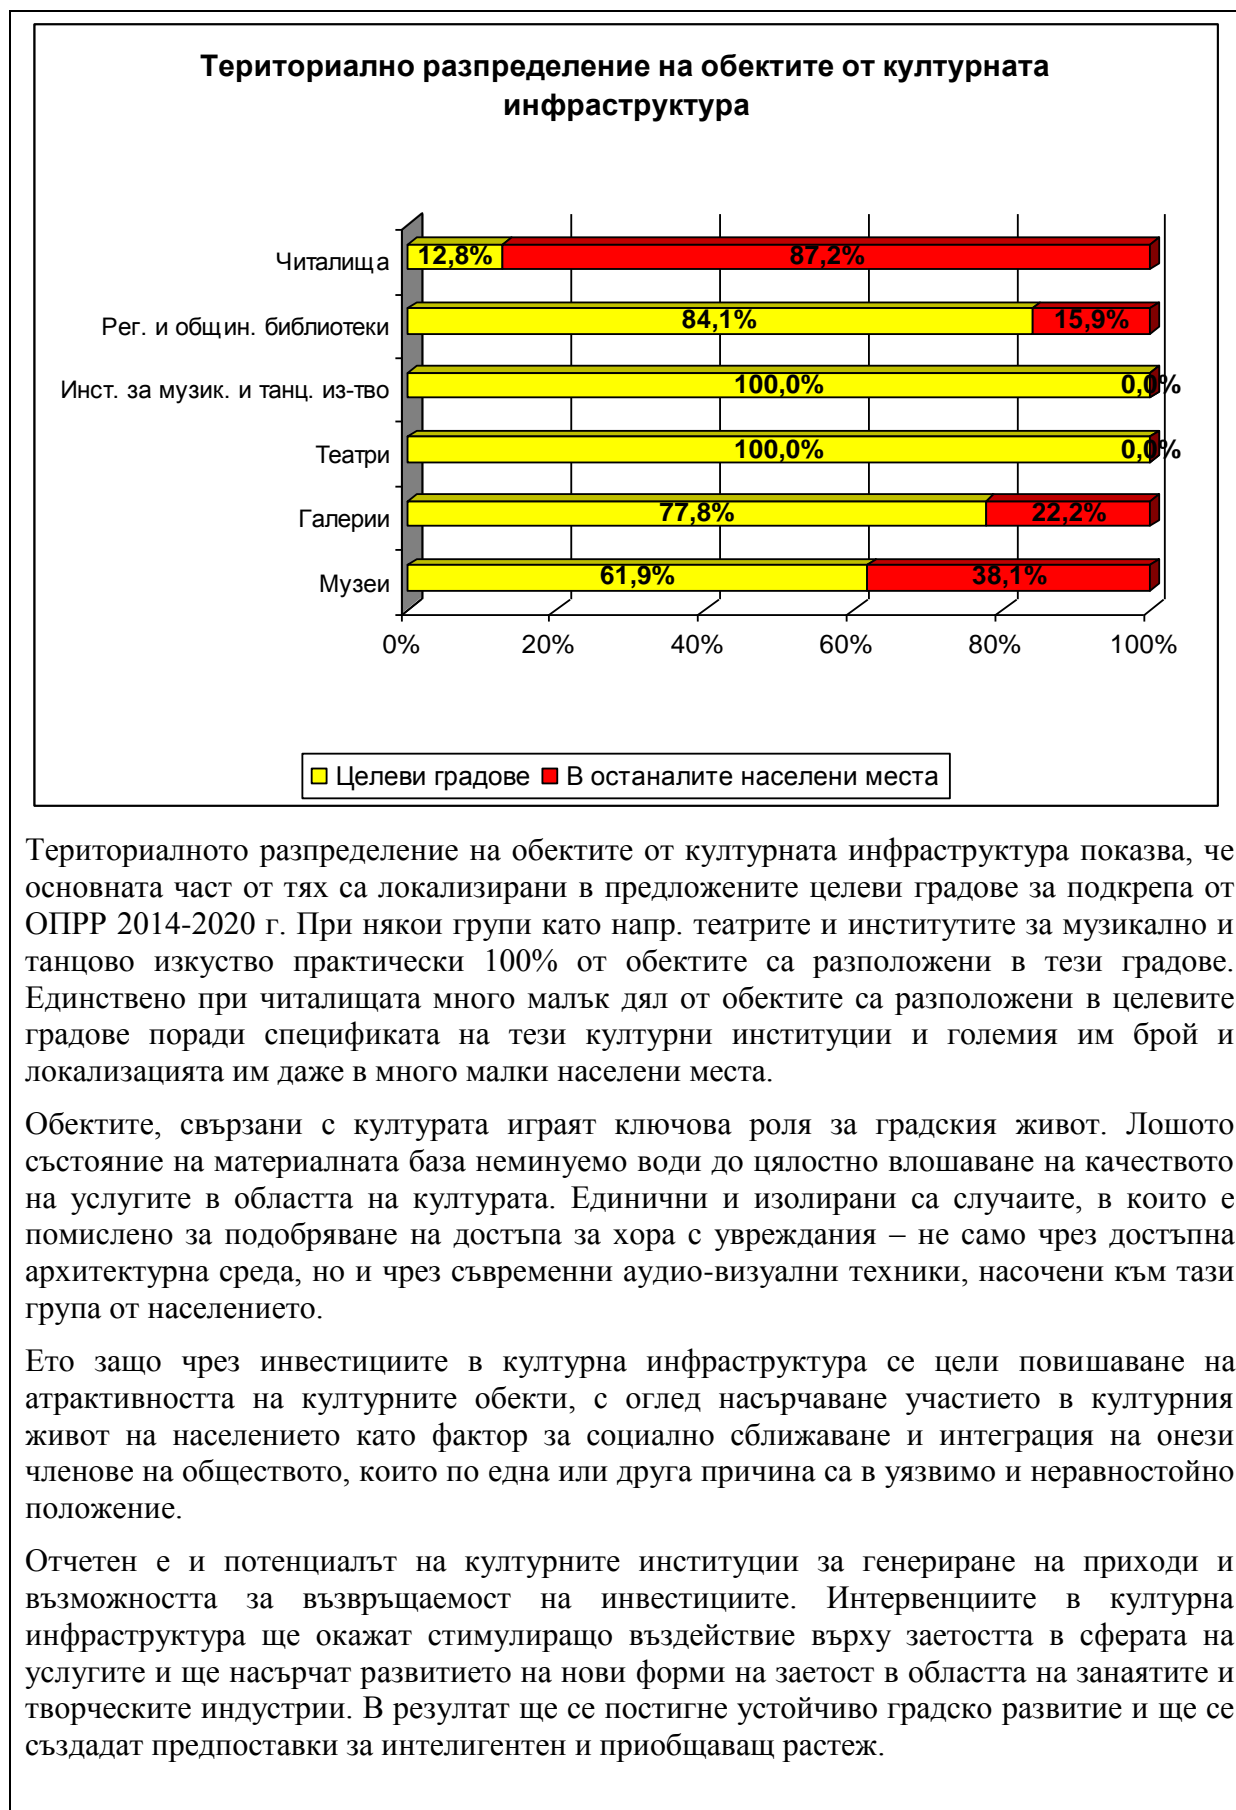 Териториално разпределение на обектите от културната
инфраструктура
Читалища
12,8%
87,2%
Рег. и общин. библиотеки
84,1%
15,9%
Инст. за музик. и танц. из-тво
100,0%
0,0%
Театри
100,0%
0,0%
Галерии
77,8%
22,2%
Музеи
61,9%
38,1%
0%
20%
40%
60%
80%
100%
Целеви градове
В останалите населени места
Териториалното разпределение на обектите от културната инфраструктура показва, че
основната част от тях са локализирани в предложените целеви градове за подкрепа от
ОПРР 2014-2020 г. При някои групи като напр. театрите и институтите за музикално и
танцово изкуство практически 100% от обектите са разположени в тези градове.
Единствено при читалищата много малък дял от обектите са разположени в целевите
градове поради спецификата на тези културни институции и големия им брой и
локализацията им даже в много малки населени места.
Обектите, свързани с културата играят ключова роля за градския живот. Лошото
състояние на материалната база неминуемо води до цялостно влошаване на качеството
на услугите в областта на културата. Единични и изолирани са случаите, в които е
помислено за подобряване на достъпа за хора с увреждания – не само чрез достъпна
архитектурна среда, но и чрез съвременни аудио-визуални техники, насочени към тази
група от населението.
Ето защо чрез инвестициите в културна инфраструктура се цели повишаване на
атрактивността на културните обекти, с оглед насърчаване участието в културния
живот на населението като фактор за социално сближаване и интеграция на онези
членове на обществото, които по една или друга причина са в уязвимо и неравностойно
положение.
Отчетен е и потенциалът на културните институции за генериране на приходи и
възможността за възвръщаемост на инвестициите. Интервенциите в културна
инфраструктура ще окажат стимулиращо въздействие върху заетостта в сферата на
услугите и ще насърчат развитието на нови форми на заетост в областта на занаятите и
творческите индустрии. В резултат ще се постигне устойчиво градско развитие и ще се
създадат предпоставки за интелигентен и приобщаващ растеж.